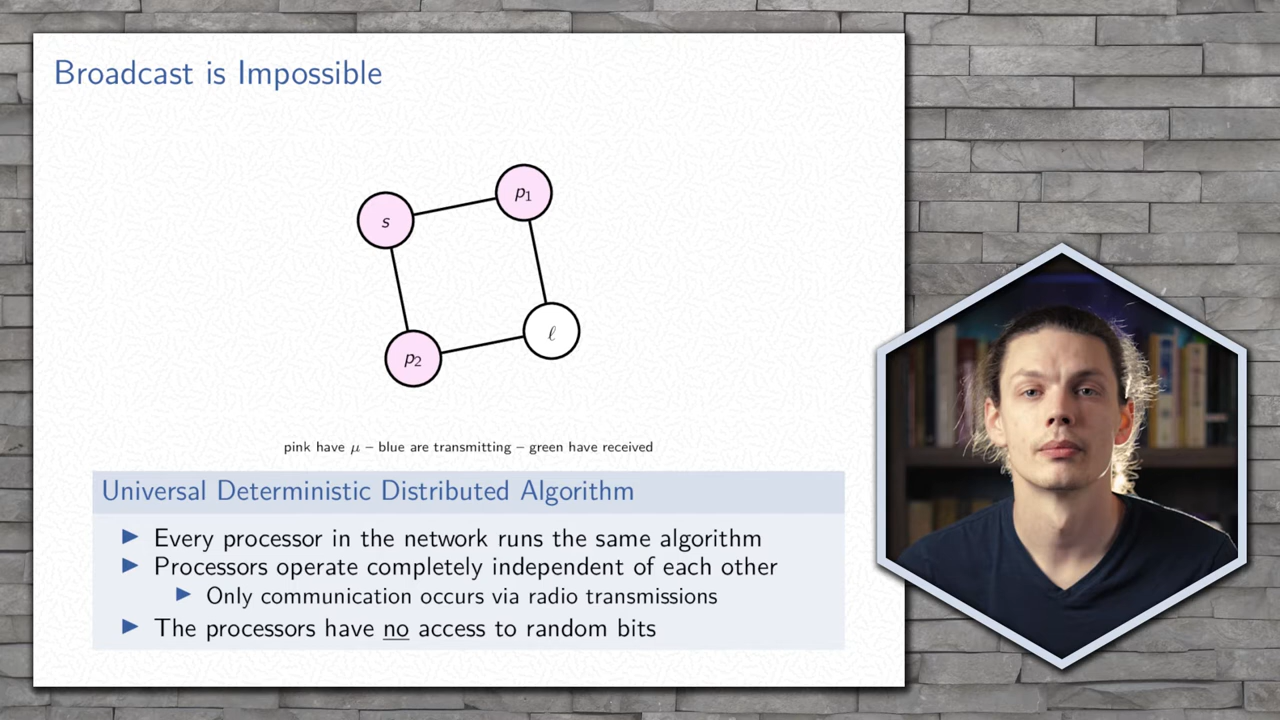 Broadcast is Impossible
p1
s
ℓ
p2
pink have μ – blue are transmitting – green have received
Universal Deterministic Distributed Algorithm
Every processor in the network runs the same algorithm
Processors operate completely independent of each other
Only communication occurs via radio transmissions
The processors have no access to random bits